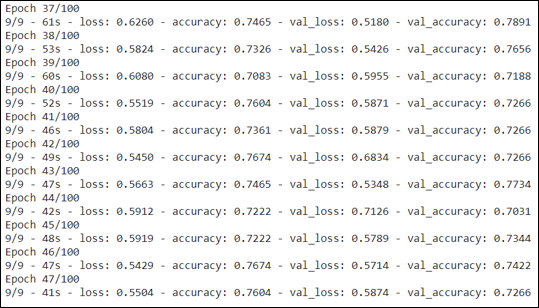 Epoch 37/100
9/9 - 61s - loss: 0.6260 - accuracy: 0.7465 - val_loss: 0.5180 - val_accuracy: 0.7891
Epoch 38/100
9/9 - 53s - loss: 0.5824 - accuracy: 0.7326 - val_loss: 0.5426 - val_accuracy: 0.7656
Epoch 39/100
9/9 - 60s - loss: 0.6080 - accuracy: 0.7083 - val_loss: 0.5955 - val_accuracy: 0.7188
Epoch 40/100
9/9 - 52s - loss: 0.5519 - accuracy: 0.7604 - val_loss: 0.5871 - val_accuracy: 0.7266
Epoch 41/100
9/9 - 46s - loss: 0.5804 - accuracy: 0.7361 - val_loss: 0.5879 - val_accuracy: 0.7266
Epoch 42/100
9/9 - 49s - loss: 0.5450 - accuracy: 0.7674 - val_loss: 0.6834 - val_accuracy: 0.7266
Epoch 43/100
9/9 - 47s - loss: 0.5663 - accuracy: 0.7465 - val_loss: 0.5348 - val_accuracy: 0.7734
Epoch 44/100
9/9 - 42s - loss: 0.5912 - accuracy: 0.7222 - val_loss: 0.7126 - val_accuracy: 0.7031
Epoch 45/100
9/9 - 48s - loss: 0.5919 - accuracy: 0.7222 - val_loss: 0.5789 - val_accuracy: 0.7344
Epoch 46/100
9/9 - 47s - loss: 0.5429 - accuracy: 0.7674 - val_loss: 0.5714 - val_accuracy: 0.7422
Epoch 47/100
9/9 - 41s - loss: 0.5504 - accuracy: 0.7604 - val_loss: 0.5874 - val_accuracy: 0.7266